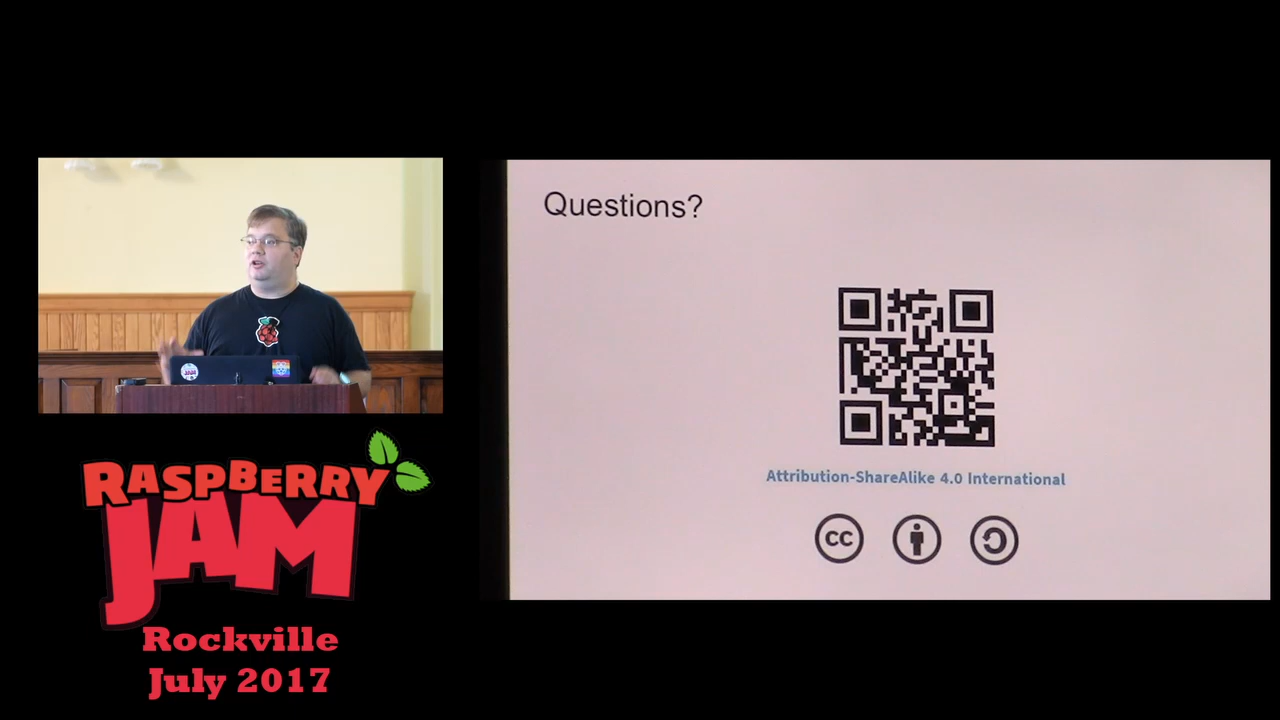 Questions?
Attribution-ShareAlike 4.0 International
cc
RASPBERRY
JAM
Rockville
July 2017